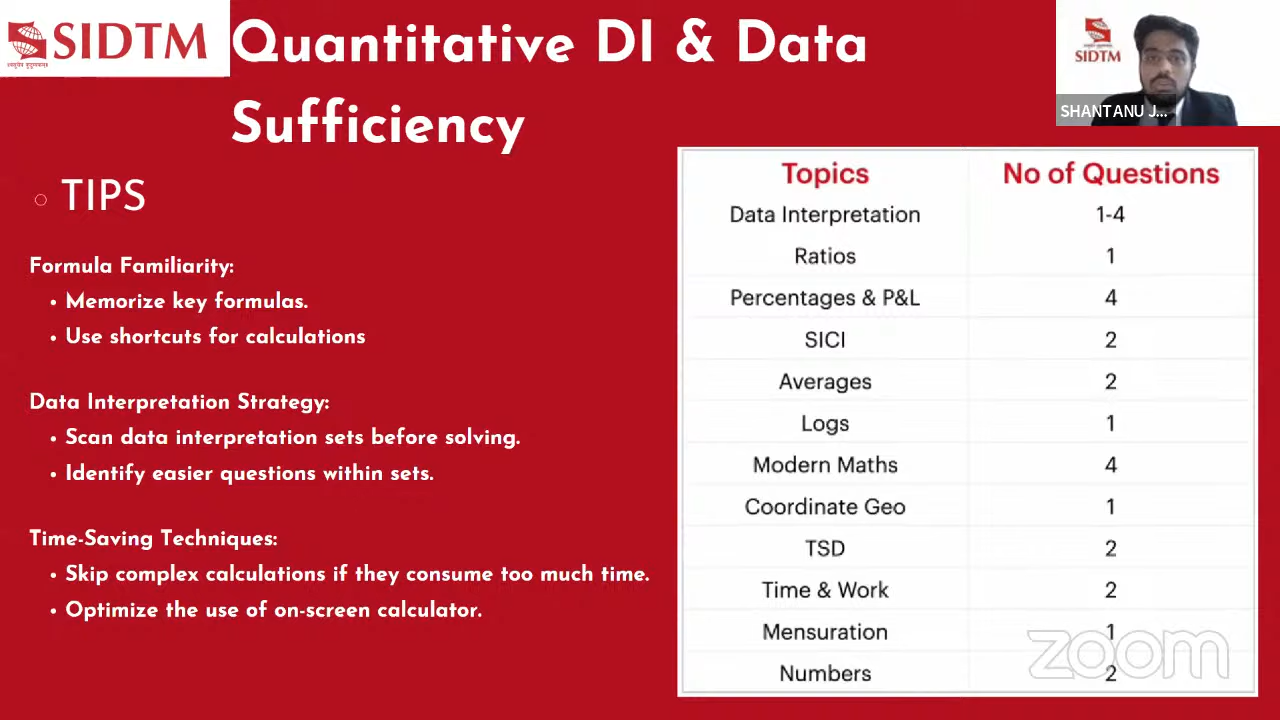 SIDTM
Quantitative DI & Data
Sufficiency
SIDTM
SHANTANU J...
TIPS
Formula Familiarity:
• Memorize key formulas.
• Use shortcuts for calculations
Data Interpretation Strategy:
• Scan data interpretation sets before solving.
• Identify easier questions within sets.
Time-Saving Techniques:
• Skip complex calculations if they consume too much time.
• Optimize the use of on-screen calculator.
Topics No of Questions
Data Interpretation 1-4
Ratios 1
Percentages & P&L 4
SICI 2
Averages 2
Logs 1
Modern Maths 4
Coordinate Geo 1
TSD 2
Time & Work 2
Mensuration 1
Numbers 2
zoom